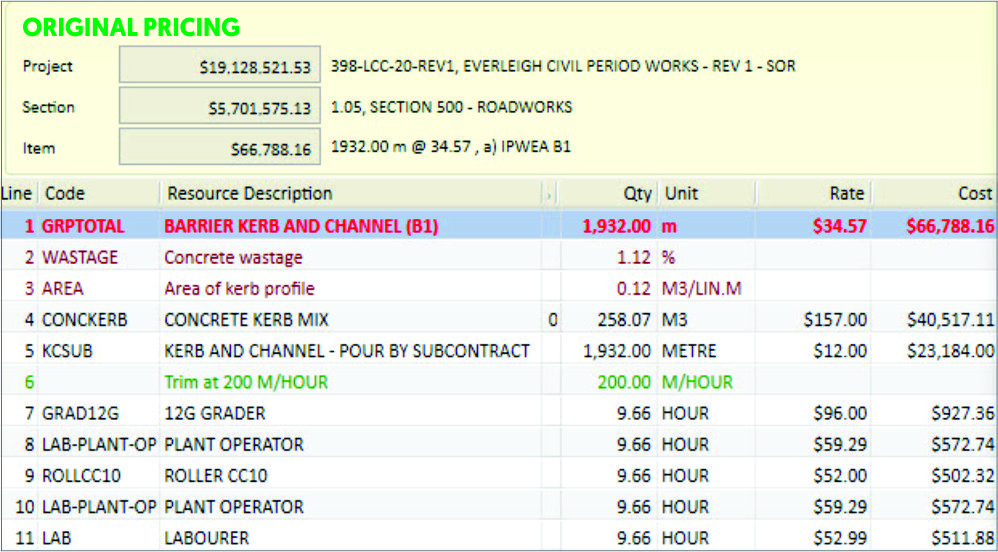 ORIGINAL PRICING
Project $19,128,521.53 398-LCC-20-REV1, EVERLEIGH CIVIL PERIOD WORKS - REV 1 - SOR
Section $5,701,575.13 1.05, SECTION 500 - ROADWORKS
Item $66,788.16 1932.00 m @ 34.57 , a) IPWEA B1
Line Code Resource Description Qty Unit Rate Cost
1 GRPTOTAL BARRIER KERB AND CHANNEL (B1) 1,932.00 m $34.57 $66,788.16
2 WASTAGE Concrete wastage 1.12 %
3 AREA Area of kerb profile 0.12 M3/LIN.M
4 CONCKERB CONCRETE KERB MIX 0 258.07 M3 $157.00 $40,517.11
5 KCSUB KERB AND CHANNEL - POUR BY SUBCONTRACT 1,932.00 METRE $12.00 $23,184.00
6 Trim at 200 M/HOUR 200.00 M/HOUR
7 GRAD12G 12G GRADER 9.66 HOUR $96.00 $927.36
8 LAB-PLANT-OP PLANT OPERATOR 9.66 HOUR $59.29 $572.74
9 ROLLCC10 ROLLER CC10 9.66 HOUR $52.00 $502.32
10 LAB-PLANT-OP PLANT OPERATOR 9.66 HOUR $59.29 $572.74
11 LAB LABOURER 9.66 HOUR $52.99 $511.88